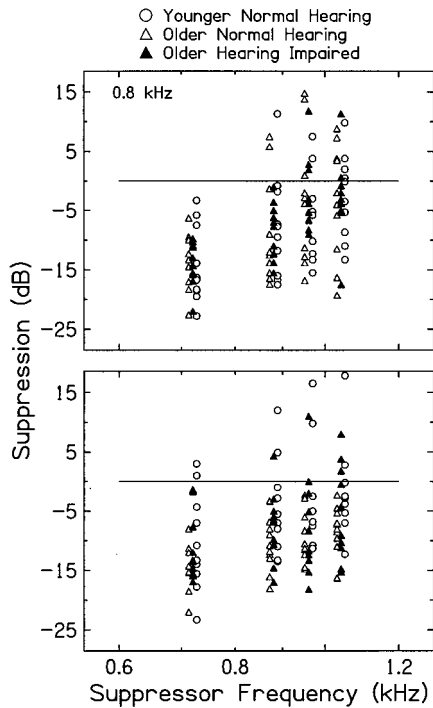 ○ Younger Normal Hearing
△ Older Normal Hearing
▲ Older Hearing Impaired
0.8 kHz
15
5
-5
-15
-25
15
5
-5
-15
-25
Suppression (dB)
0.6 0.8 1.2
Suppressor Frequency (kHz)